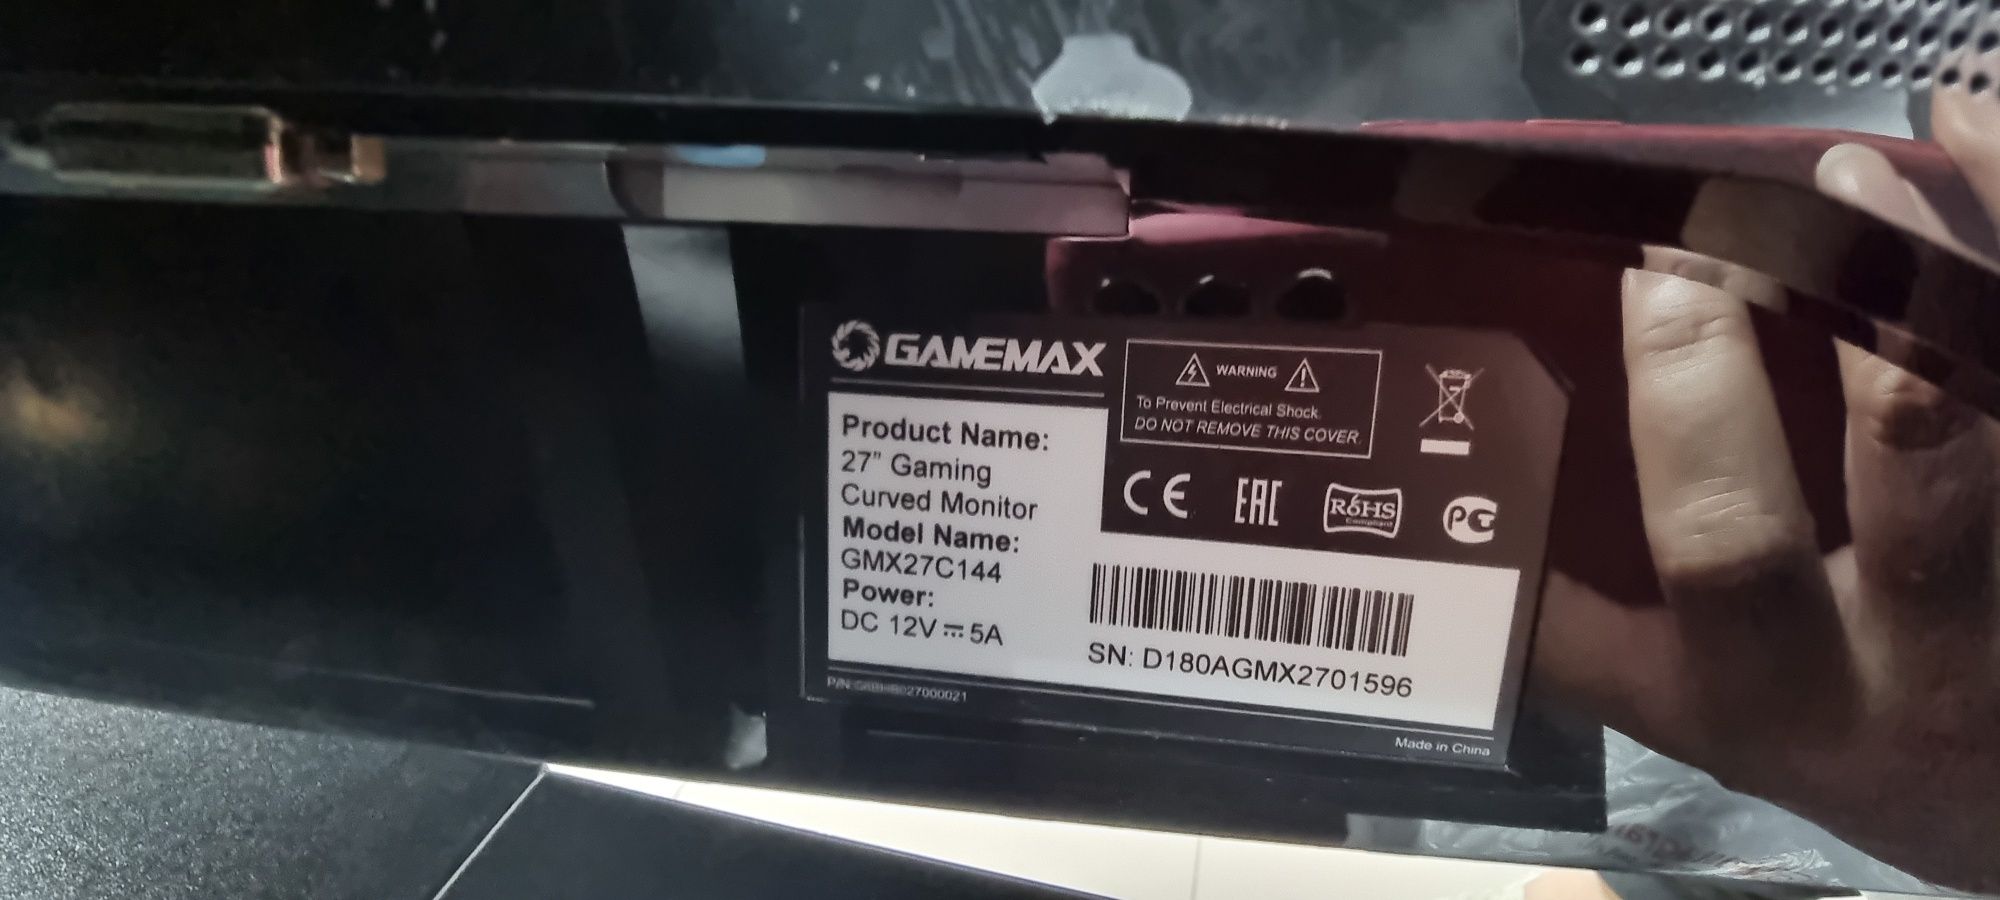 GAMEMAX
WARNING
To Prevent Electrical Shock.
DO NOT REMOVE THIS COVER.
Product Name:
27" Gaming
Curved Monitor
Model Name:
GMX27C144
Power:
DC 12V⎓5A
CE EAC RoHS
Compliant
SN: D180AGMX2701596
P/N:
Made in China